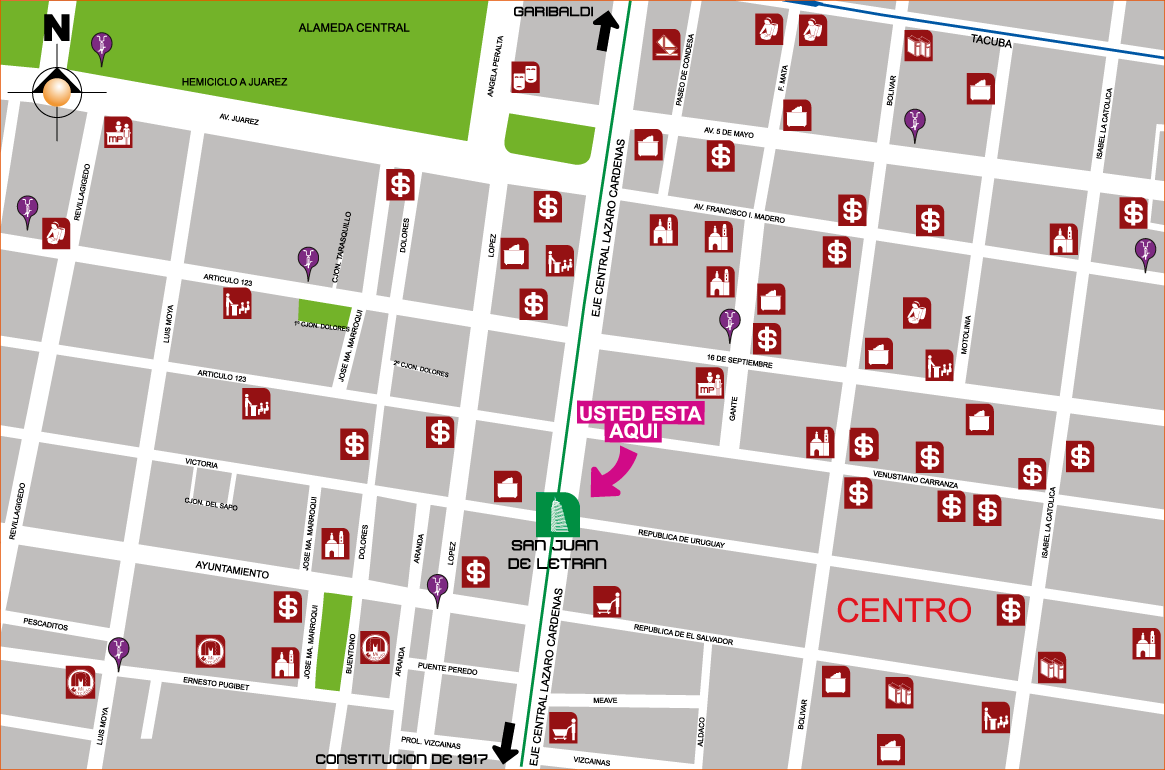 GARIBALDI
N
ALAMEDA CENTRAL
HEMICICLO A JUAREZ
ANGELA PERALTA
PASEO DE CONDESA
F. MATA
BOLIVAR
TACUBA
ISABEL LA CATOLICA
AV. JUAREZ
AV. 5 DE MAYO
MP
REVILLAGIGEDO
CJON. TARASQUILLO
DOLORES
LOPEZ
EJE CENTRAL LAZARO CARDENAS
AV. FRANCISCO I. MADERO
ARTICULO 123
LUIS MOYA
1º CJON. DOLORES
JOSE MA. MARROQUI
2º CJON. DOLORES
16 DE SEPTIEMBRE
MOTOLINIA
ARTICULO 123
MP
GANTE
USTED ESTA
AQUI
VICTORIA
CJON. DEL SAPO
VENUSTIANO CARRANZA
REVILLAGIGEDO
JOSE MA. MARROQUI
DOLORES
ARANDA
LOPEZ
SAN JUAN
DE LETRAN
REPUBLICA DE URUGUAY
ISABEL LA CATOLICA
AYUNTAMIENTO
CENTRO
PESCADITOS
JOSE MA. MARROQUI
BUENTONO
ARANDA
PUENTE PEREDO
EJE CENTRAL LAZARO CARDENAS
REPUBLICA DE EL SALVADOR
ERNESTO PUGIBET
MEAVE
LUIS MOYA
ALDACO
BOLIVAR
PROL. VIZCAINAS
CONSTITUCION DE 1917
VIZCAINAS